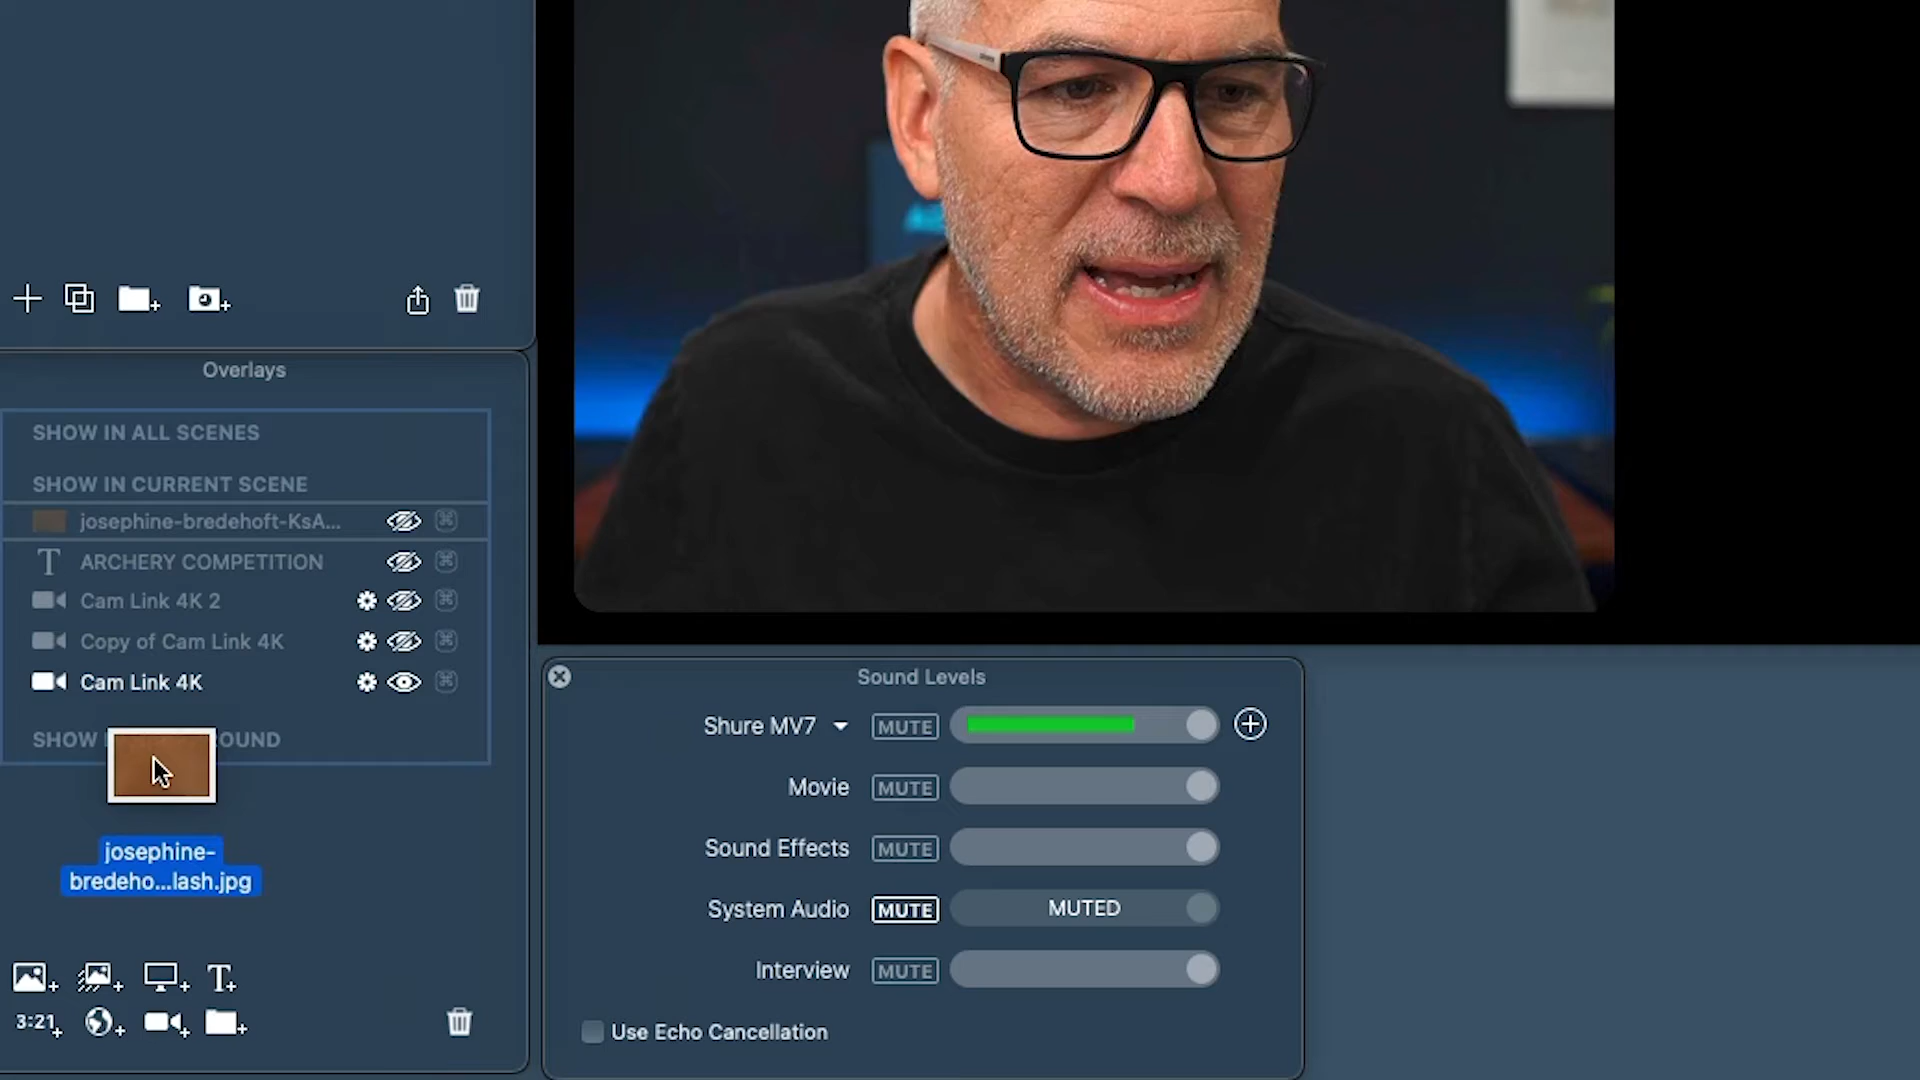 Overlays
SHOW IN ALL SCENES
SHOW IN CURRENT SCENE
josephine-bredehoft-KsA...
T ARCHERY COMPETITION
Cam Link 4K 2
Copy of Cam Link 4K
Cam Link 4K
SHOW OUND
josephine-
bredeho...lash.jpg
T+
3:21+
Sound Levels
Shure MV7 MUTE
Movie MUTE
Sound Effects MUTE
System Audio MUTE MUTED
Interview MUTE
Use Echo Cancellation